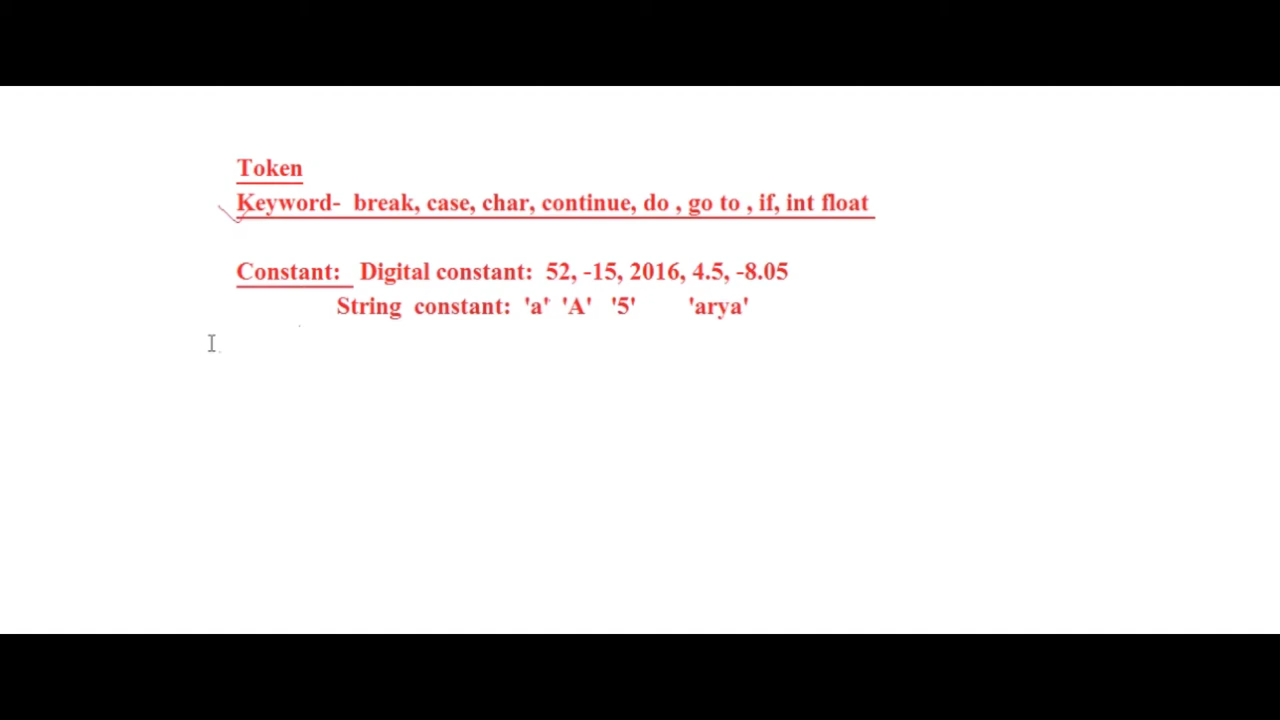 Token
Keyword- break, case, char, continue, do , go to , if, int float
Constant: Digital constant: 52, -15, 2016, 4.5, -8.05
String constant: 'a' 'A' '5' 'arya'